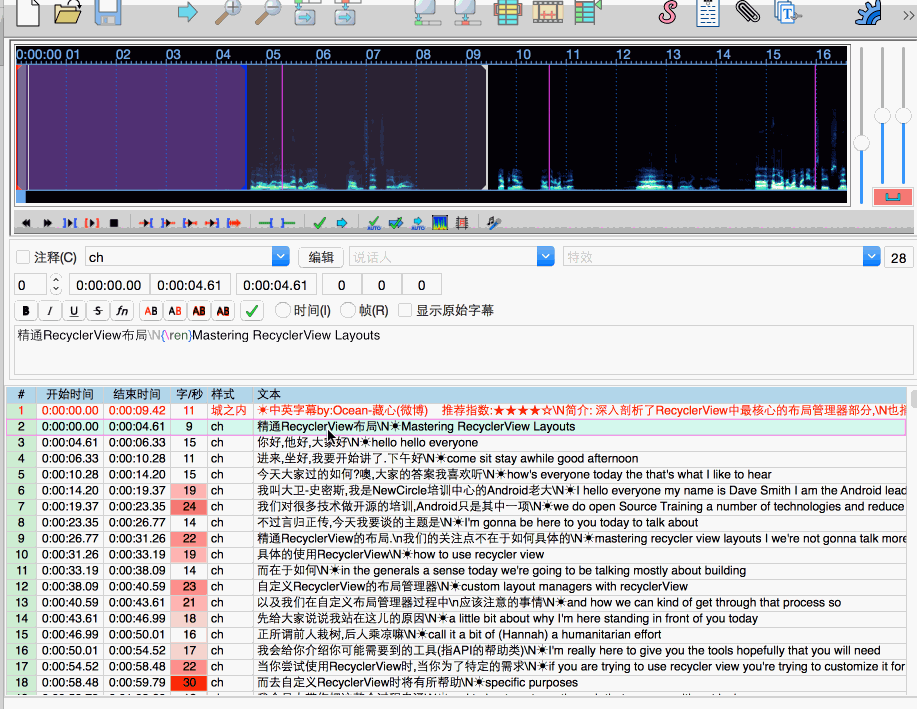 0:00:00 01 02 03 04 05 06 07 08 09 10 11 12 13 14 15 16
AUTO AUTO
注释(C) ch 编辑 说话人 特效 28
0 0:00:00.00 0:00:04.61 0:00:04.61 0 0 0
B I U S fn AB AB AB AB 时间(I) 帧(R) 显示原始字幕
精通RecyclerView布局\N{\ren}Mastering RecyclerView Layouts
# 开始时间 结束时间 字/秒 样式 文本
1 0:00:00.00 0:00:09.42 11 城之内 ☀中英字幕by:Ocean-藏心(微博) 推荐指数:★★★★☆\N简介: 深入剖析了RecyclerView中最核心的布局管理器部分,\N也
2 0:00:00.00 0:00:04.61 9 ch 精通RecyclerView布局\N☀Mastering RecyclerView Layouts
3 0:00:04.61 0:00:06.33 15 ch 你好,他好,大家好\N☀hello hello everyone
4 0:00:06.33 0:00:10.28 11 ch 进来,坐好,我要开始讲了.下午好\N☀come sit stay awhile good afternoon
5 0:00:10.28 0:00:14.20 15 ch 今天大家过的如何?噢,大家的答案我喜欢听\N☀how's everyone today the that's what I like to hear
6 0:00:14.20 0:00:19.37 19 ch 我叫大卫-史密斯,我是NewCircle培训中心的Android老大\N☀I hello everyone my name is Dave Smith I am the Android lead
7 0:00:19.37 0:00:23.35 24 ch 我们对很多技术做开源的培训,Android只是其中一项\N☀we do open Source Training a number of technologies and reduce
8 0:00:23.35 0:00:26.77 14 ch 不过言归正传,今天我要谈的主题是\N☀I'm gonna be here to you today to talk about
9 0:00:26.77 0:00:31.26 22 ch 精通RecyclerView的布局.\n我们的关注点不在于如何具体的\N☀mastering recycler view layouts I we're not gonna talk more
10 0:00:31.26 0:00:33.19 19 ch 具体的使用RecyclerView\N☀how to use recycler view
11 0:00:33.19 0:00:38.09 14 ch 而在于如何\N☀in the generals a sense today we're going to be talking mostly about building
12 0:00:38.09 0:00:40.59 23 ch 自定义RecyclerView的布局管理器\N☀custom layout managers with recyclerView
13 0:00:40.59 0:00:43.61 21 ch 以及我们在自定义布局管理器过程中\n应该注意的事情\N☀and how we can kind of get through that process so
14 0:00:43.61 0:00:46.99 18 ch 先给大家说说我站在这儿的原因\N☀a little bit about why I'm here standing in front of you today
15 0:00:46.99 0:00:50.01 16 ch 正所谓前人栽树,后人乘凉嘛\N☀call it a bit of (Hannah) a humanitarian effort
16 0:00:50.01 0:00:54.52 17 ch 我会给你介绍你可能需要到的工具(指API的帮助类)\N☀I'm really here to give you the tools hopefully that you will need
17 0:00:54.52 0:00:58.48 22 ch 当你尝试使用RecyclerView时,当你为了特定的需求\N☀if you are trying to use recycler view you're trying to customize it for
18 0:00:58.48 0:00:59.79 30 ch 而去自定义RecyclerView时将有所帮助\N☀specific purposes